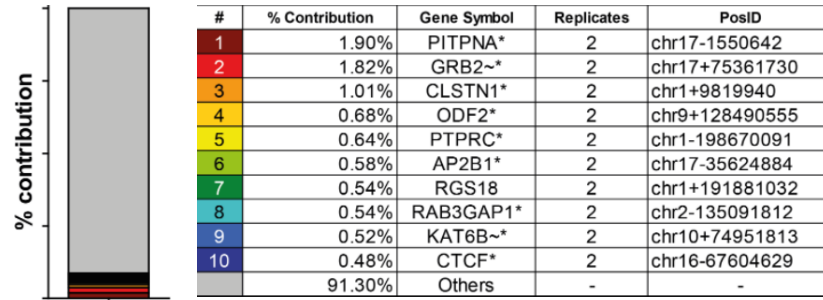 % contribution
# % Contribution Gene Symbol Replicates PosID
1 1.90% PITPNA* 2 chr17-1550642
2 1.82% GRB2~* 2 chr17+75361730
3 1.01% CLSTN1* 2 chr1+9819940
4 0.68% ODF2* 2 chr9+128490555
5 0.64% PTPRC* 2 chr1-198670091
6 0.58% AP2B1* 2 chr17-35624884
7 0.54% RGS18 2 chr1+191881032
8 0.54% RAB3GAP1* 2 chr2-135091812
9 0.52% KAT6B~* 2 chr10+74951813
10 0.48% CTCF* 2 chr16-67604629
91.30% Others - -